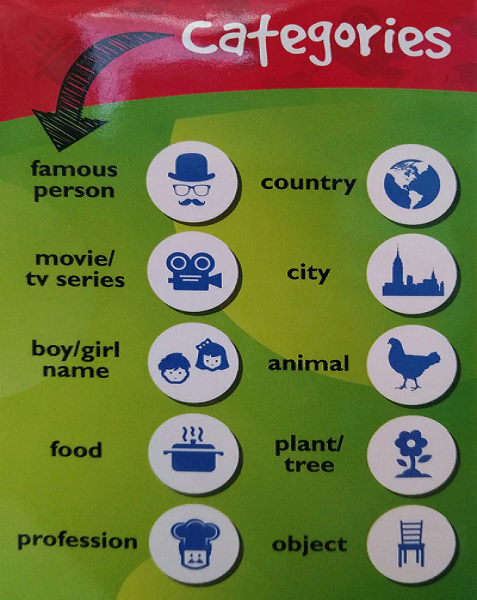 categories
famous
person
country
movie/
tv series
city
boy/girl
name
animal
food
plant/
tree
profession
object